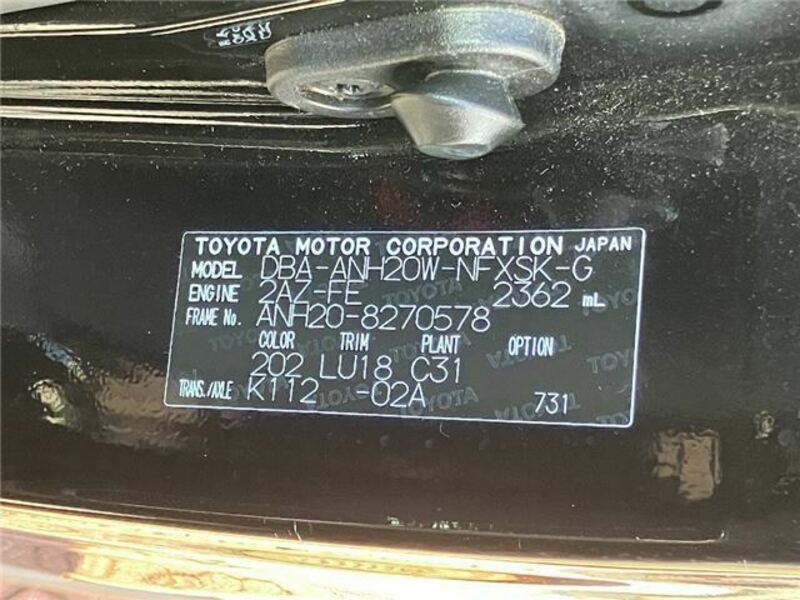 TOYOTA MOTOR CORPORATION JAPAN
MODEL DBA-ANH20W-NFXSK-G
ENGINE 2AZ-FE 2362 mL
FRAME No. ANH20-8270578
COLOR TRIM PLANT OPTION
202 LU18 C31
TRANS./AXLE K112 -02A 731